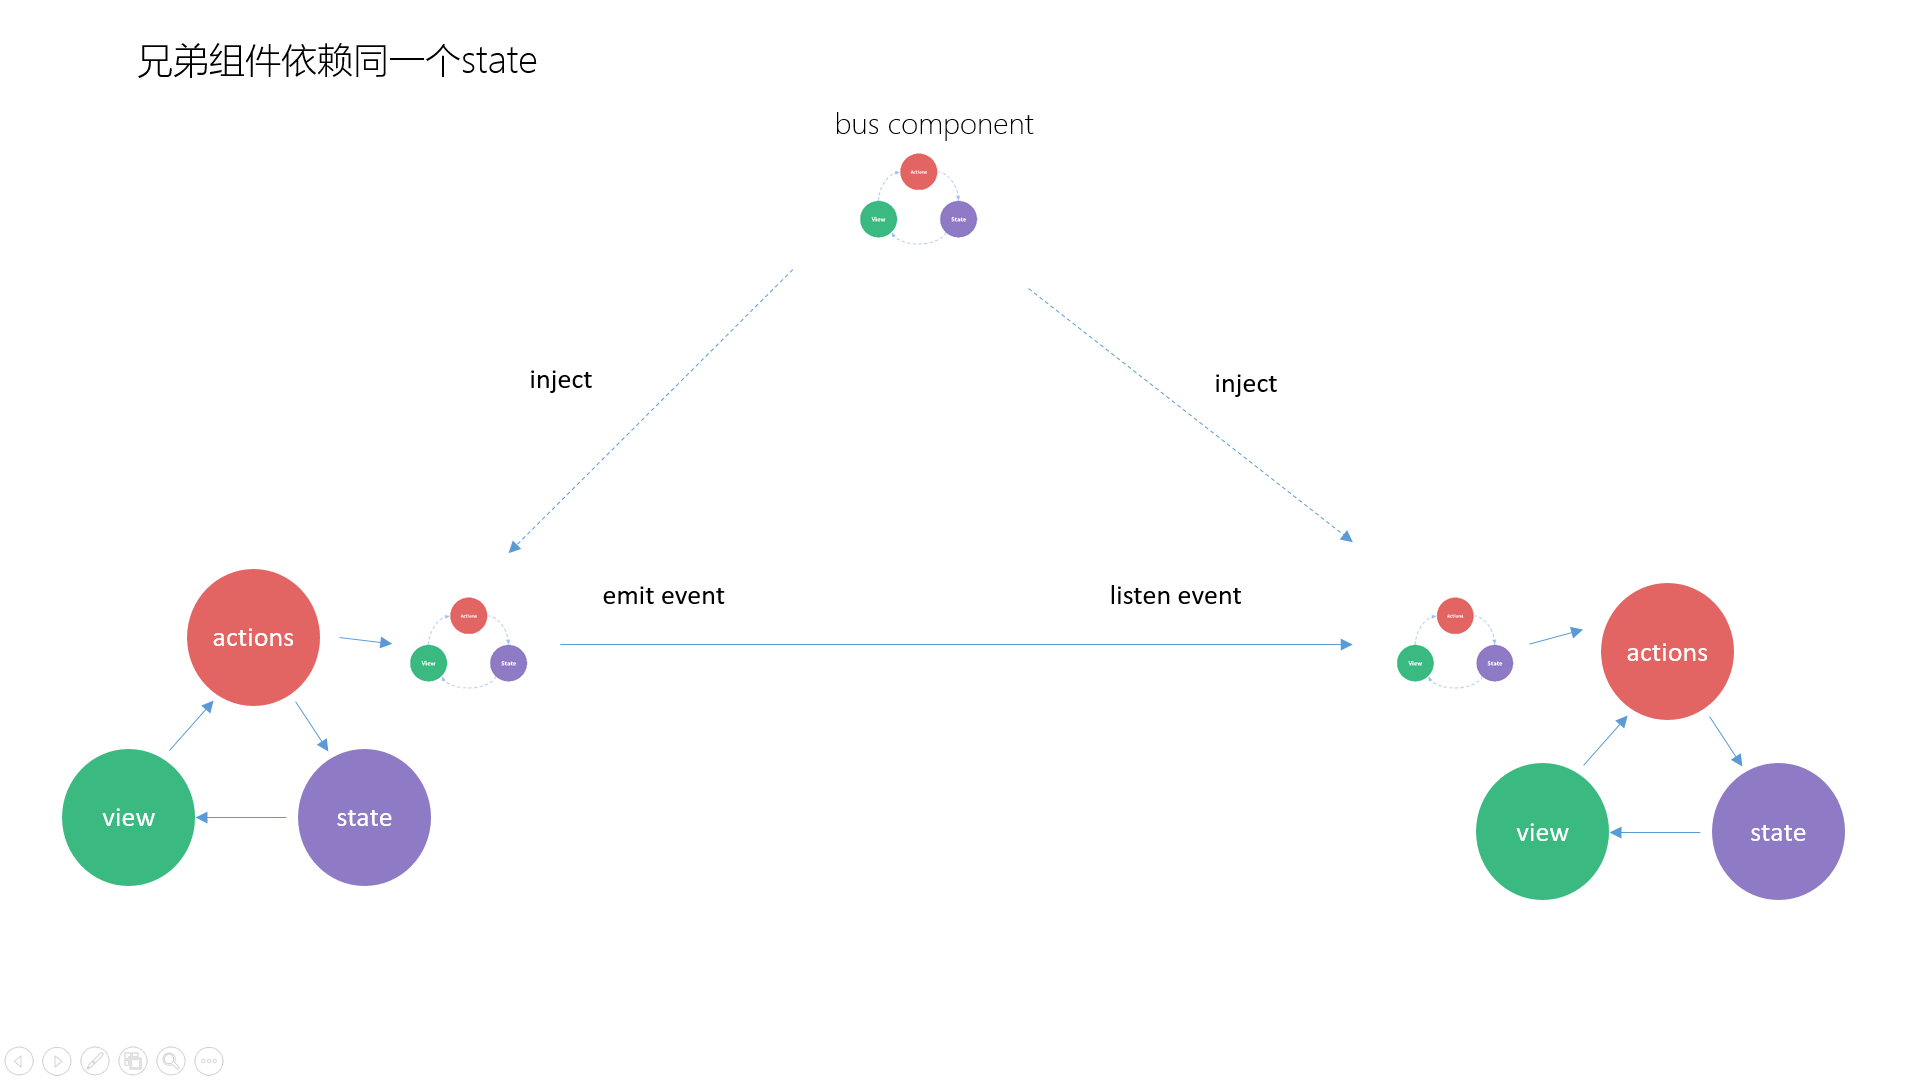 兄弟组件依赖同一个state
bus component
Actions
View
State
inject
inject
emit event
listen event
actions
Actions
View
State
view
state
Actions
View
State
actions
view
state